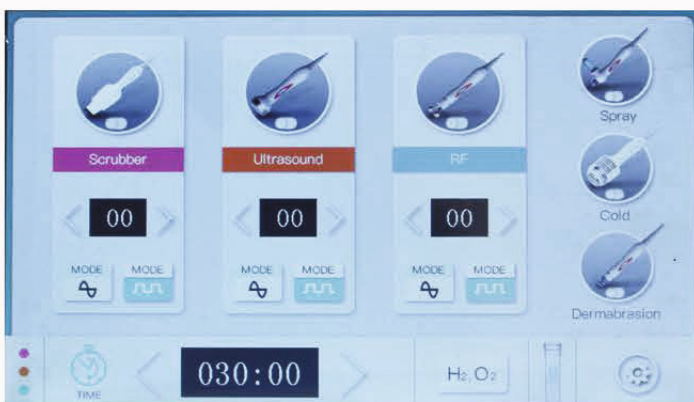 Scrubber
00
MODE
MODE
Ultrasound
00
MODE
MODE
RF
00
MODE
MODE
Spray
Cold
Dermabrasion
TIME
030:00
H₂.O₂